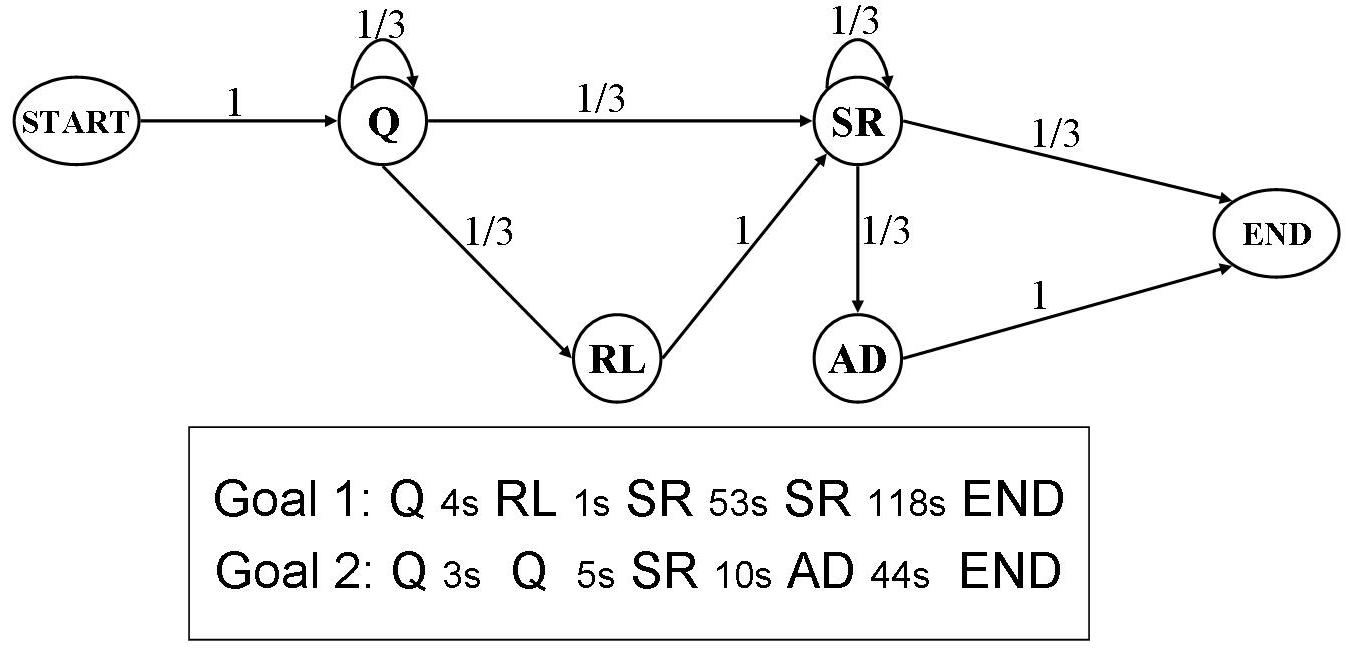 1/3
1/3
START
1
Q
1/3
SR
1/3
1/3
1
1/3
END
RL
AD
1
Goal 1: Q 4s RL 1s SR 53s SR 118s END
Goal 2: Q 3s Q 5s SR 10s AD 44s END